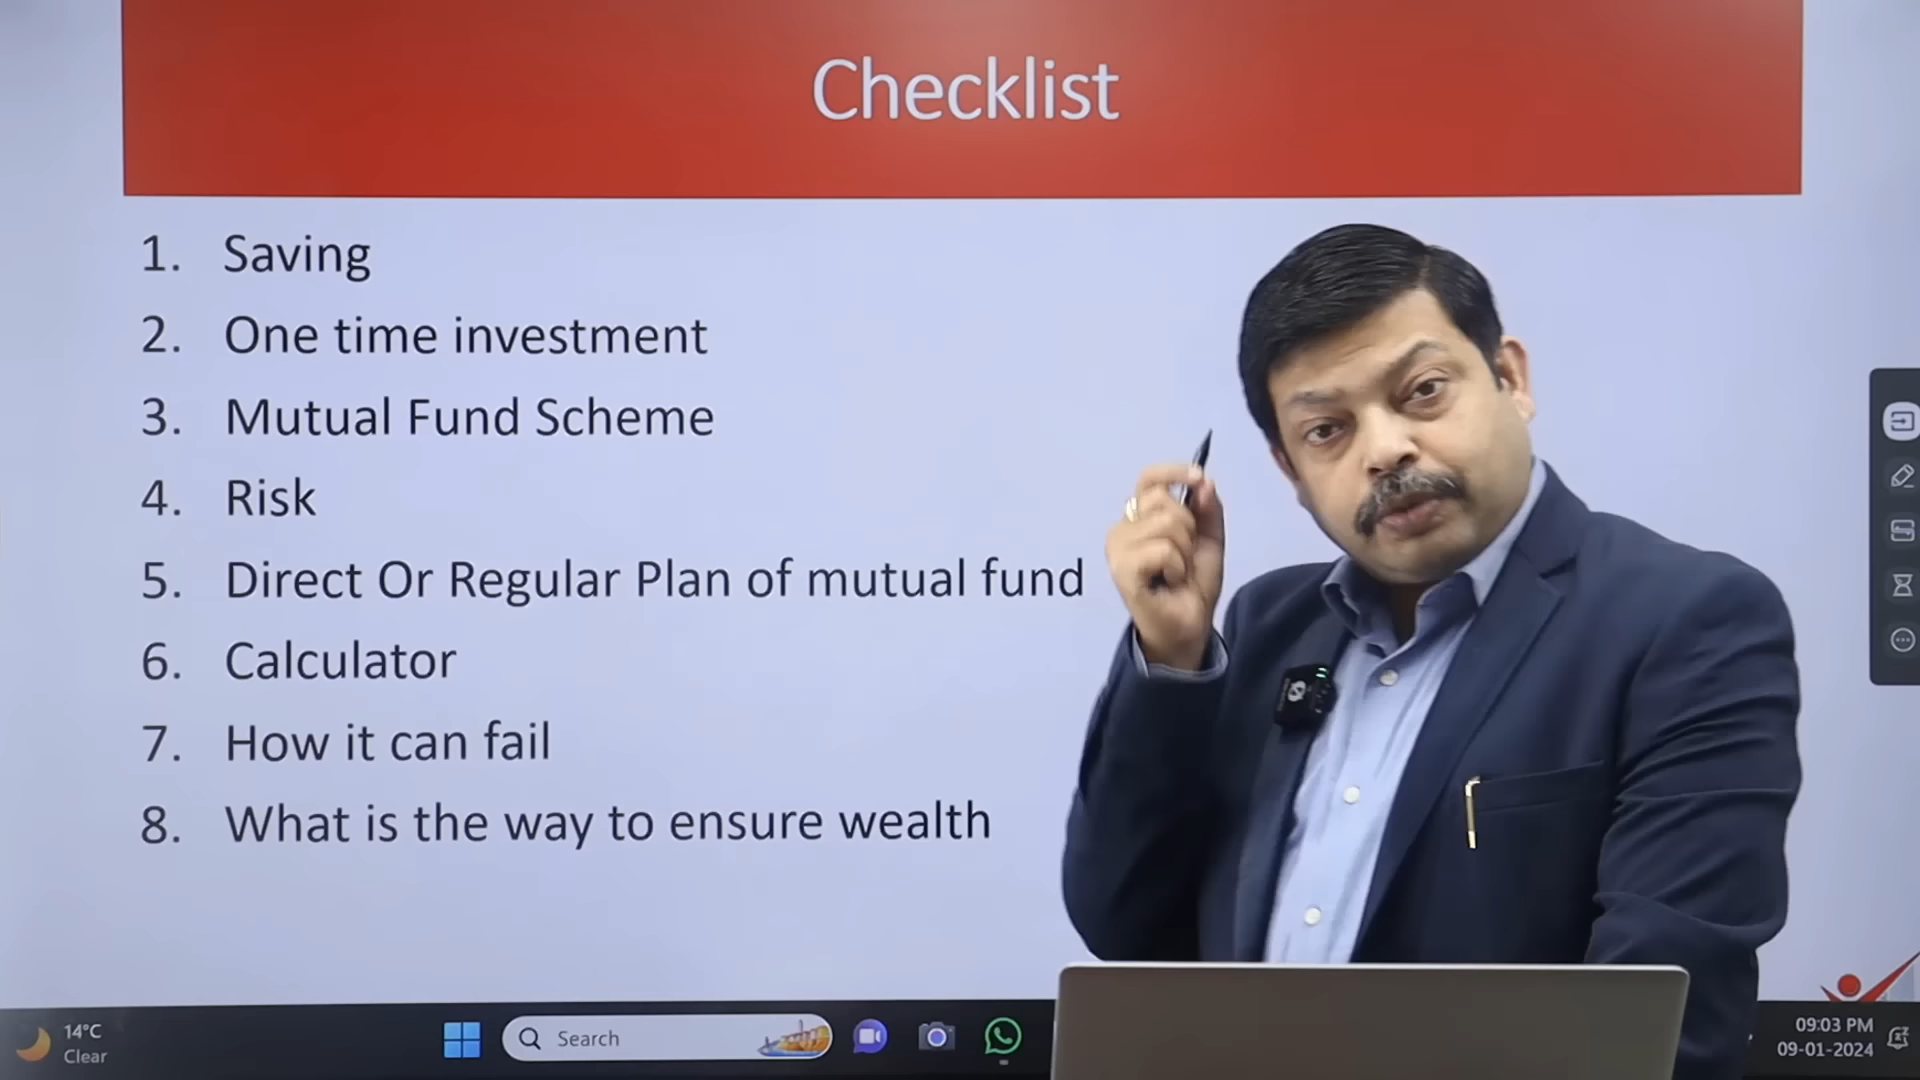 Checklist
1. Saving
2. One time investment
3. Mutual Fund Scheme
4. Risk
5. Direct Or Regular Plan of mutual fund
6. Calculator
7. How it can fail
8. What is the way to ensure wealth
14°C
Clear
Search
09:03 PM
09-01-2024